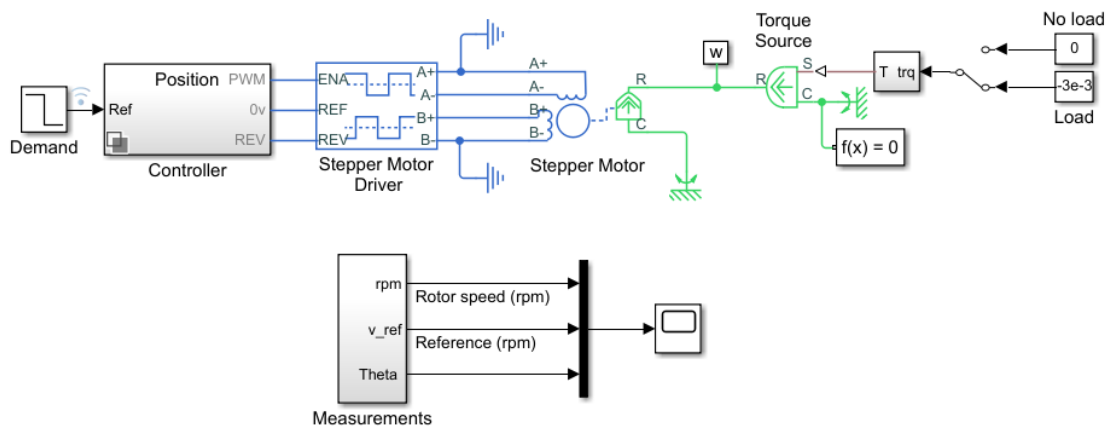 Demand
Ref
Position
PWM
0v
REV
Controller
ENA
REF
REV
A+
A-
B+
B-
Stepper Motor
Driver
A+
A-
B+
B-
Stepper Motor
R
C
w
Torque
Source
R
S
C
f(x) = 0
T trq
No load
0
-3e-3
Load
rpm
v_ref
Theta
Rotor speed (rpm)
Reference (rpm)
Measurements